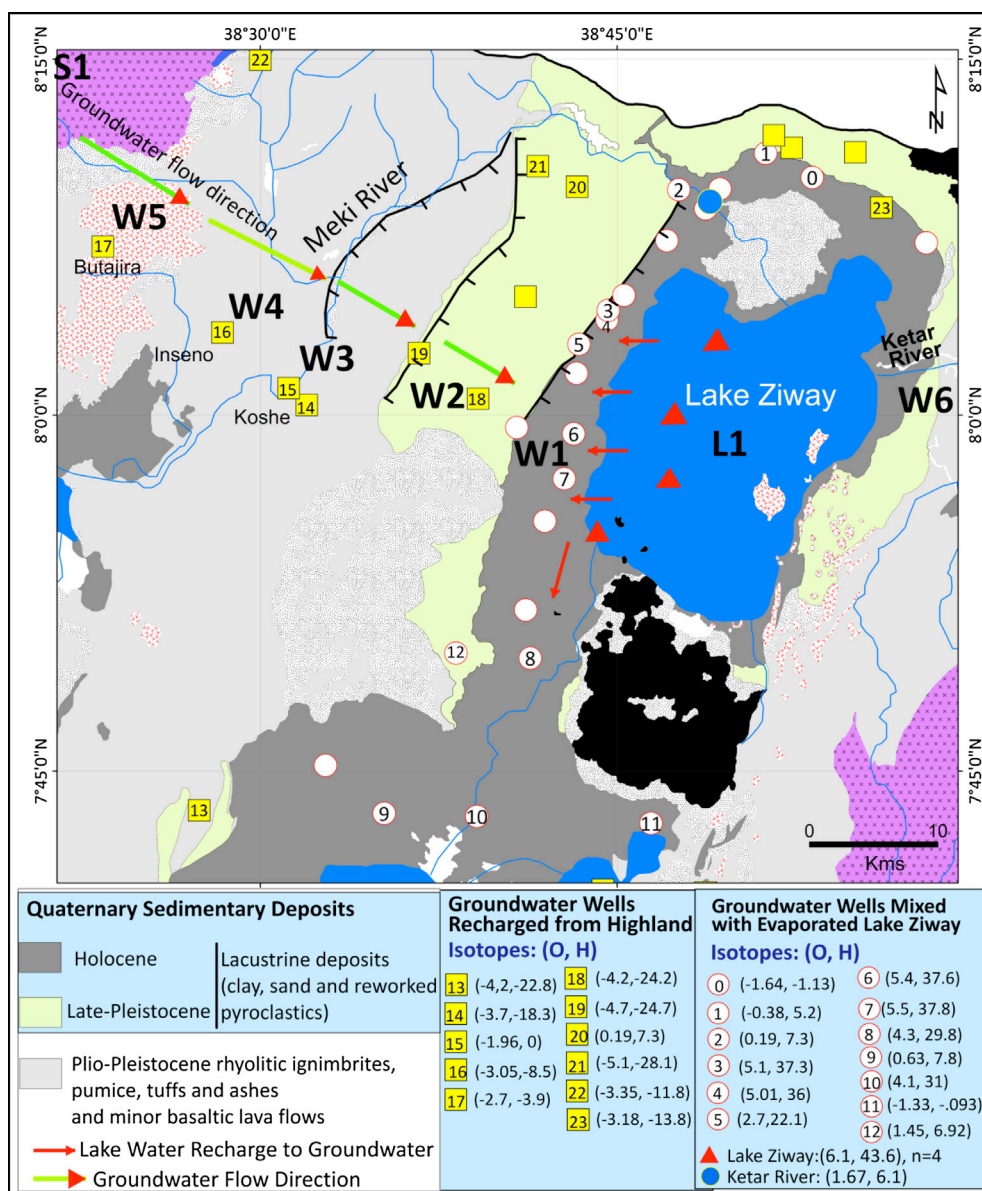 38°30'0"E
38°45'0"E
8°15'0"N
8°15'0"N
S1
22
Groundwater flow direction
N
1
2
0
21
20
23
Meki River
W5
17
Butajira
W4
16
3
4
5
Inseno
W3
19
Ketar
River
15
14
Koshe
W2
18
Lake Ziway
W6
8°0'0"N
8°0'0"N
W1
6
L1
7
12
8
7°45'0"N
7°45'0"N
13
9
10
11
0
10
Kms
Quaternary Sedimentary Deposits
Holocene
Late-Pleistocene
Lacustrine deposits
(clay, sand and reworked
pyroclastics)
Plio-Pleistocene rhyolitic ignimbrites,
pumice, tuffs and ashes
and minor basaltic lava flows
Lake Water Recharge to Groundwater
Groundwater Flow Direction
Groundwater Wells
Recharged from Highland
Isotopes: (O, H)
13 (-4,2,-22.8)
14 (-3.7,-18.3)
15 (-1.96, 0)
16 (-3.05,-8.5)
17 (-2.7, -3.9)
18 (-4.2,-24.2)
19 (-4.7,-24.7)
20 (0.19,7.3)
21 (-5.1,-28.1)
22 (-3.35, -11.8)
23 (-3.18, -13.8)
Groundwater Wells Mixed
with Evaporated Lake Ziway
Isotopes: (O, H)
0 (-1.64, -1.13)
1 (-0.38, 5.2)
2 (0.19, 7.3)
3 (5.1, 37.3)
4 (5.01, 36)
5 (2.7,22.1)
6 (5.4, 37.6)
7 (5.5, 37.8)
8 (4.3, 29.8)
9 (0.63, 7.8)
10 (4.1, 31)
11 (-1.33, -.093)
12 (1.45, 6.92)
Lake Ziway:(6.1, 43.6), n=4
Ketar River: (1.67, 6.1)